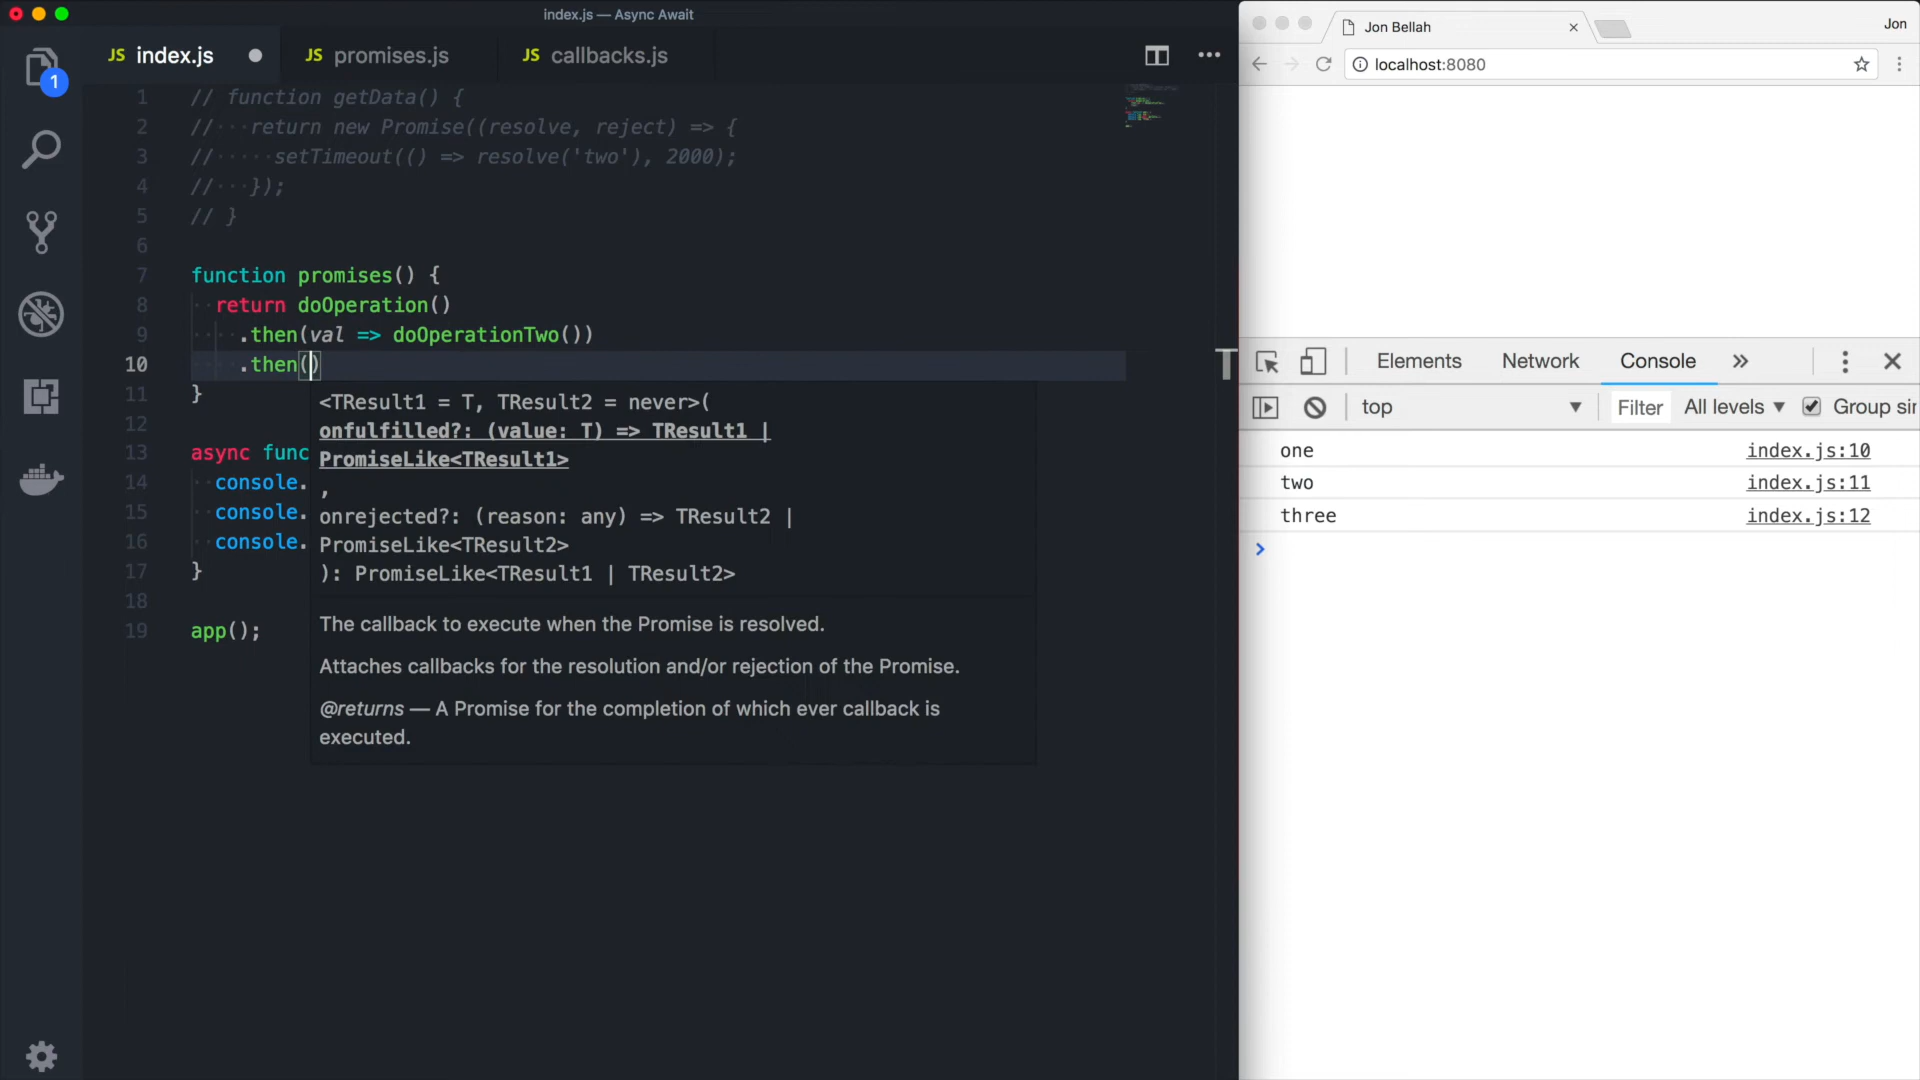 index.js — Async Await
JS index.js
JS promises.js
JS callbacks.js
1
1 // function getData() {
2 //   return new Promise((resolve, reject) => {
3 //     setTimeout(() => resolve('two'), 2000);
4 //   });
5 // }
6
7 function promises() {
8   return doOperation()
9     .then(val => doOperationTwo())
10     .then()
11 }
12
13 async func
14   console.
15   console.
16   console.
17 }
18
19 app();
<TResult1 = T, TResult2 = never>(
onfulfilled?: (value: T) => TResult1 |
PromiseLike<TResult1>
,
onrejected?: (reason: any) => TResult2 |
PromiseLike<TResult2>
): PromiseLike<TResult1 | TResult2>
The callback to execute when the Promise is resolved.
Attaches callbacks for the resolution and/or rejection of the Promise.
@returns — A Promise for the completion of which ever callback is
executed.
Jon Bellah
Jon
localhost:8080
Elements Network Console
top Filter All levels Group sir
one index.js:10
two index.js:11
three index.js:12